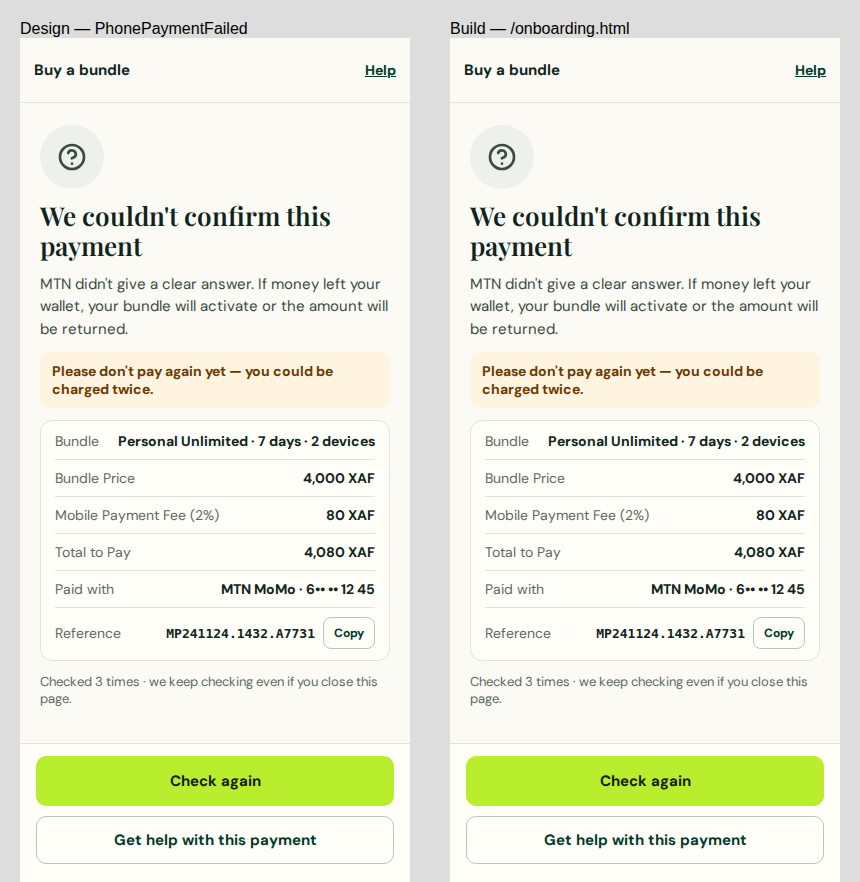 Design — PhonePaymentFailed
Buy a bundle
Help
We couldn't confirm this
payment
MTN didn't give a clear answer. If money left your
wallet, your bundle will activate or the amount will
be returned.
Please don't pay again yet — you could be
charged twice.
Bundle Personal Unlimited · 7 days · 2 devices
Bundle Price 4,000 XAF
Mobile Payment Fee (2%) 80 XAF
Total to Pay 4,080 XAF
Paid with MTN MoMo · 6•• •• 12 45
Reference MP241124.1432.A7731 Copy
Checked 3 times · we keep checking even if you close this
page.
Check again
Get help with this payment
Build — /onboarding.html
Buy a bundle
Help
We couldn't confirm this
payment
MTN didn't give a clear answer. If money left your
wallet, your bundle will activate or the amount will
be returned.
Please don't pay again yet — you could be
charged twice.
Bundle Personal Unlimited · 7 days · 2 devices
Bundle Price 4,000 XAF
Mobile Payment Fee (2%) 80 XAF
Total to Pay 4,080 XAF
Paid with MTN MoMo · 6•• •• 12 45
Reference MP241124.1432.A7731 Copy
Checked 3 times · we keep checking even if you close this
page.
Check again
Get help with this payment